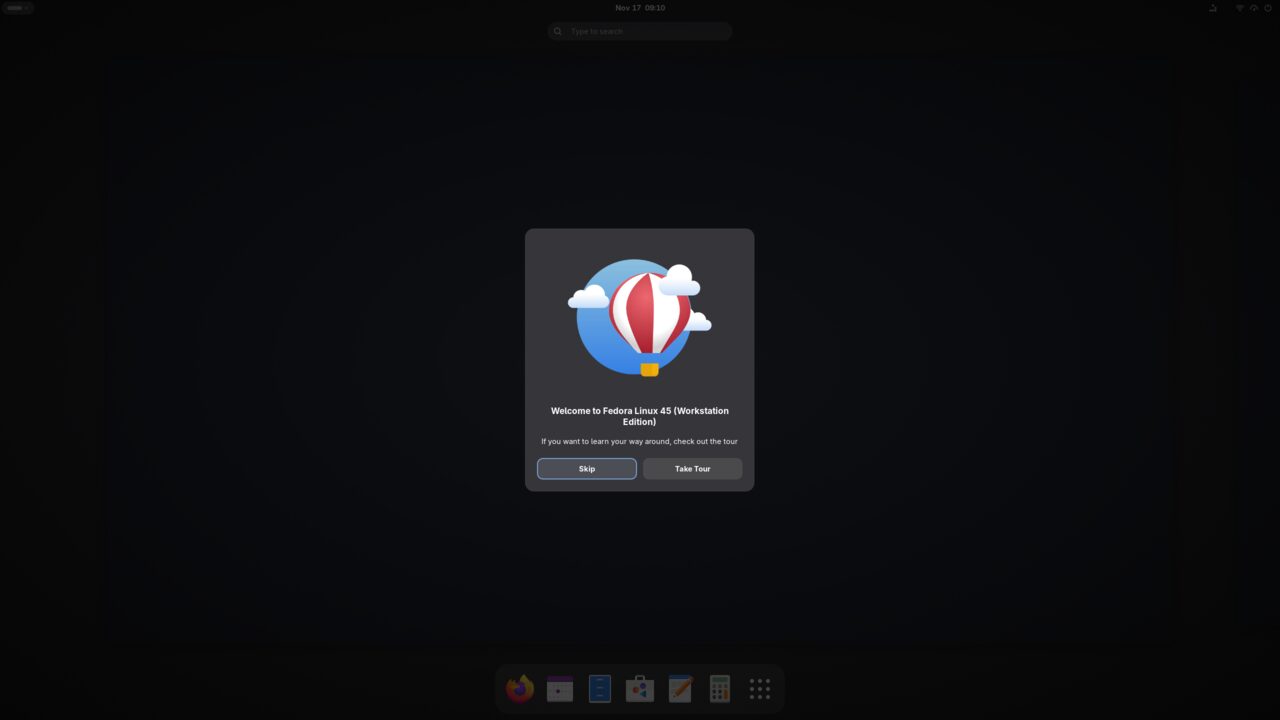 Nov 17 09:10
Type to search
Welcome to Fedora Linux 45 (Workstation
Edition)
If you want to learn your way around, check out the tour
Skip
Take Tour